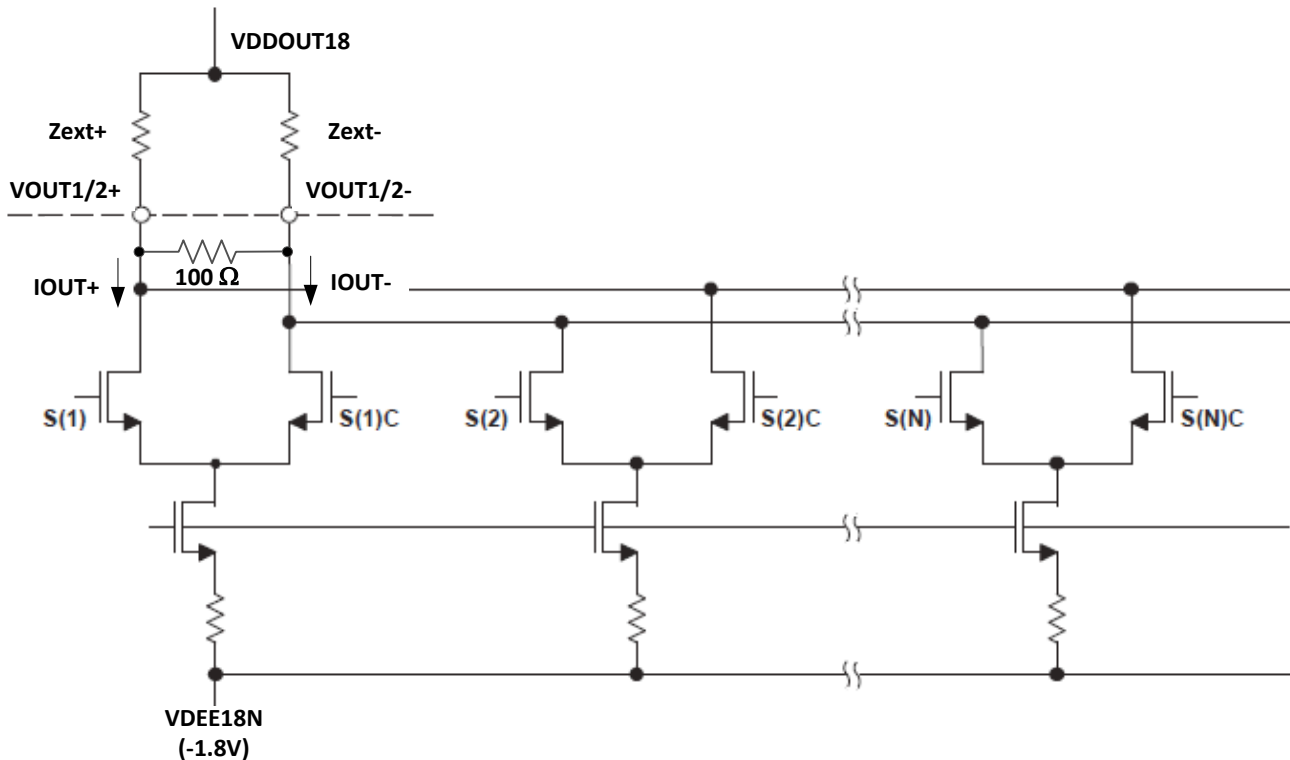 VDDOUT18
Zext+
Zext-
VOUT1/2+
VOUT1/2-
IOUT+
100 Ω
IOUT-
S(1)
S(1)C
S(2)
S(2)C
S(N)
S(N)C
VDEE18N
(-1.8V)